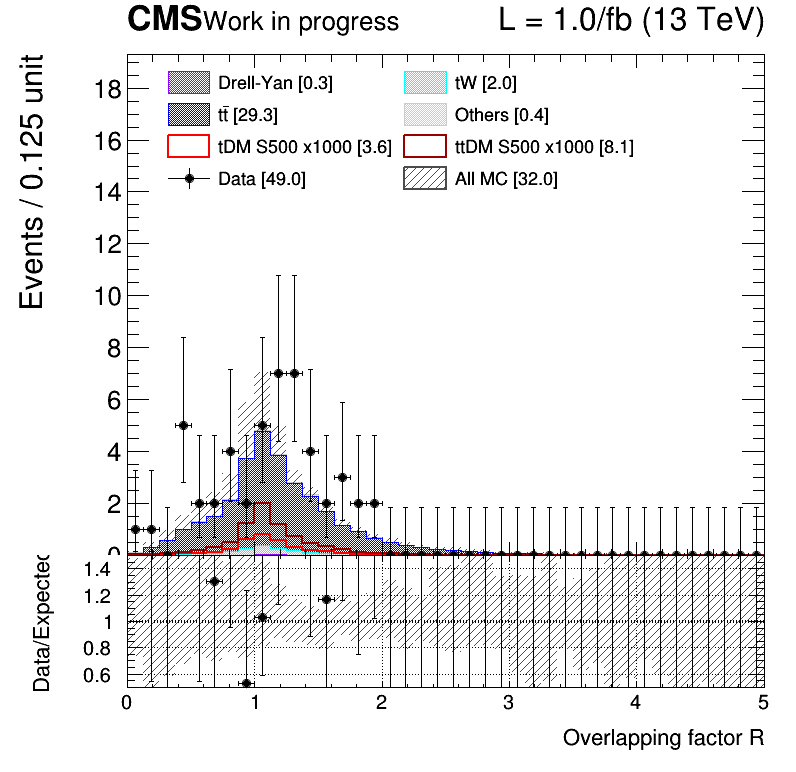 CMS Work in progress L = 1.0/fb (13 TeV)
Events / 0.125 unit
Drell-Yan [0.3] tW [2.0]
tt̄ [29.3] Others [0.4]
tDM S500 x1000 [3.6] ttDM S500 x1000 [8.1]
Data [49.0] All MC [32.0]
18
16
14
12
10
8
6
4
2
0
Data/Expected
1.4
1.2
1
0.8
0.6
0 1 2 3 4 5
Overlapping factor R